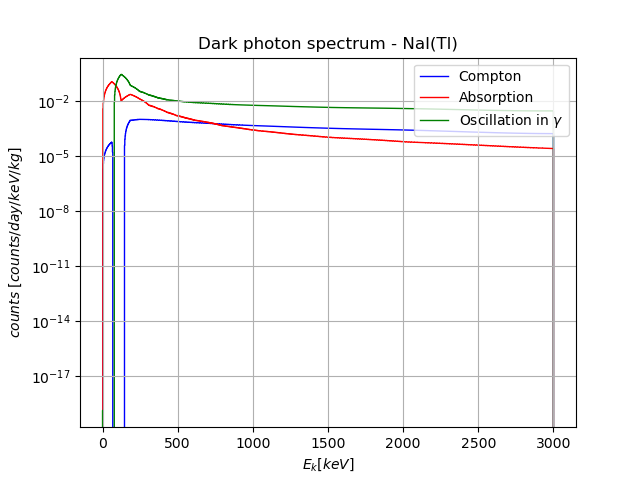 Dark photon spectrum - NaI(Tl)
Compton
Absorption
Oscillation in γ
counts [counts/day/keV/kg]
10⁻²
10⁻⁵
10⁻⁸
10⁻¹¹
10⁻¹⁴
10⁻¹⁷
0 500 1000 1500 2000 2500 3000
Eₖ[keV]